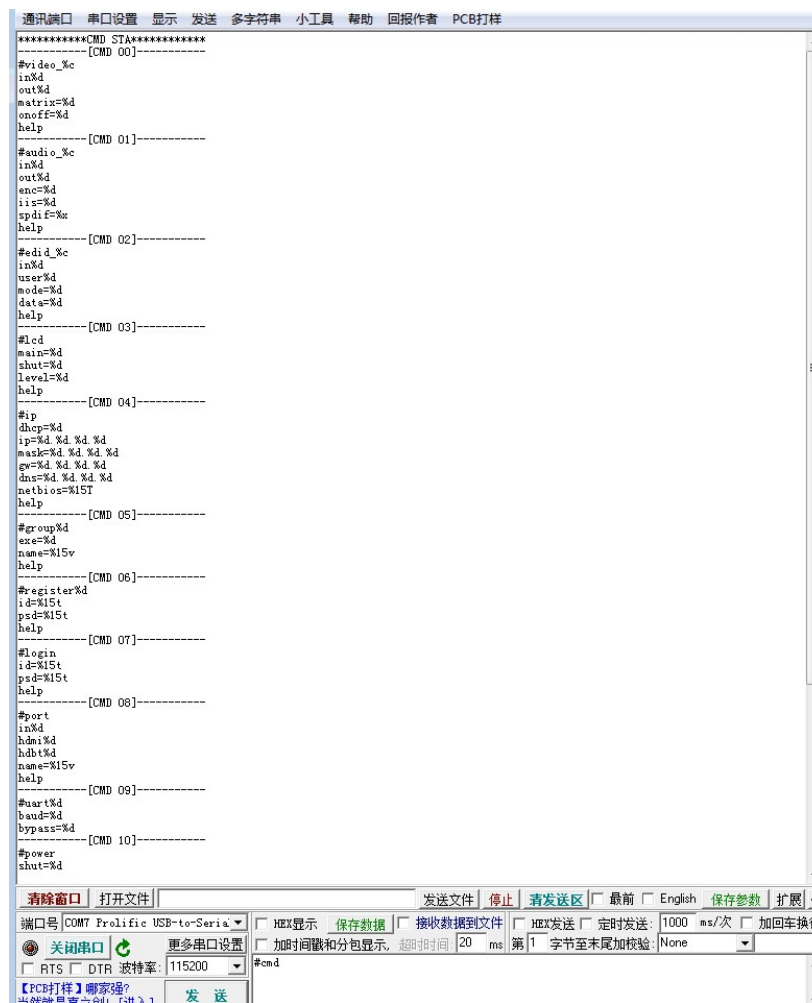 通讯端口 串口设置 显示 发送 多字符串 小工具 帮助 回报作者 PCB打样
***********CMD STA************
-----------[CMD 00]-----------
#video_%c
in%d
out%d
matrix=%d
onoff=%d
help
-----------[CMD 01]-----------
#audio_%c
in%d
out%d
enc=%d
iis=%d
spdif=%x
help
-----------[CMD 02]-----------
#edid_%c
in%d
user%d
mode=%d
data=%d
help
-----------[CMD 03]-----------
#lcd
main=%d
shut=%d
level=%d
help
-----------[CMD 04]-----------
#ip
dhcp=%d
ip=%d.%d.%d.%d
mask=%d.%d.%d.%d
gw=%d.%d.%d.%d
dns=%d.%d.%d.%d
netbios=%15T
help
-----------[CMD 05]-----------
#group%d
exe=%d
name=%15v
help
-----------[CMD 06]-----------
#register%d
id=%15t
psd=%15t
help
-----------[CMD 07]-----------
#login
id=%15t
psd=%15t
help
-----------[CMD 08]-----------
#port
in%d
hdmi%d
hdbt%d
name=%15v
help
-----------[CMD 09]-----------
#uart%d
baud=%d
bypass=%d
-----------[CMD 10]-----------
#power
shut=%d
清除窗口 打开文件 发送文件 停止 清发送区 最前 English 保存参数 扩展
端口号 COM7 Prolific USB-to-Seria HEX显示 保存数据 接收数据到文件 HEX发送 定时发送: 1000 ms/次 加回车换
关闭串口 更多串口设置 加时间戳和分包显示, 超时时间: 20 ms 第 1 字节至末尾加校验: None
RTS DTR 波特率: 115200 #cmd
【PCB打样】哪家强? 发 送